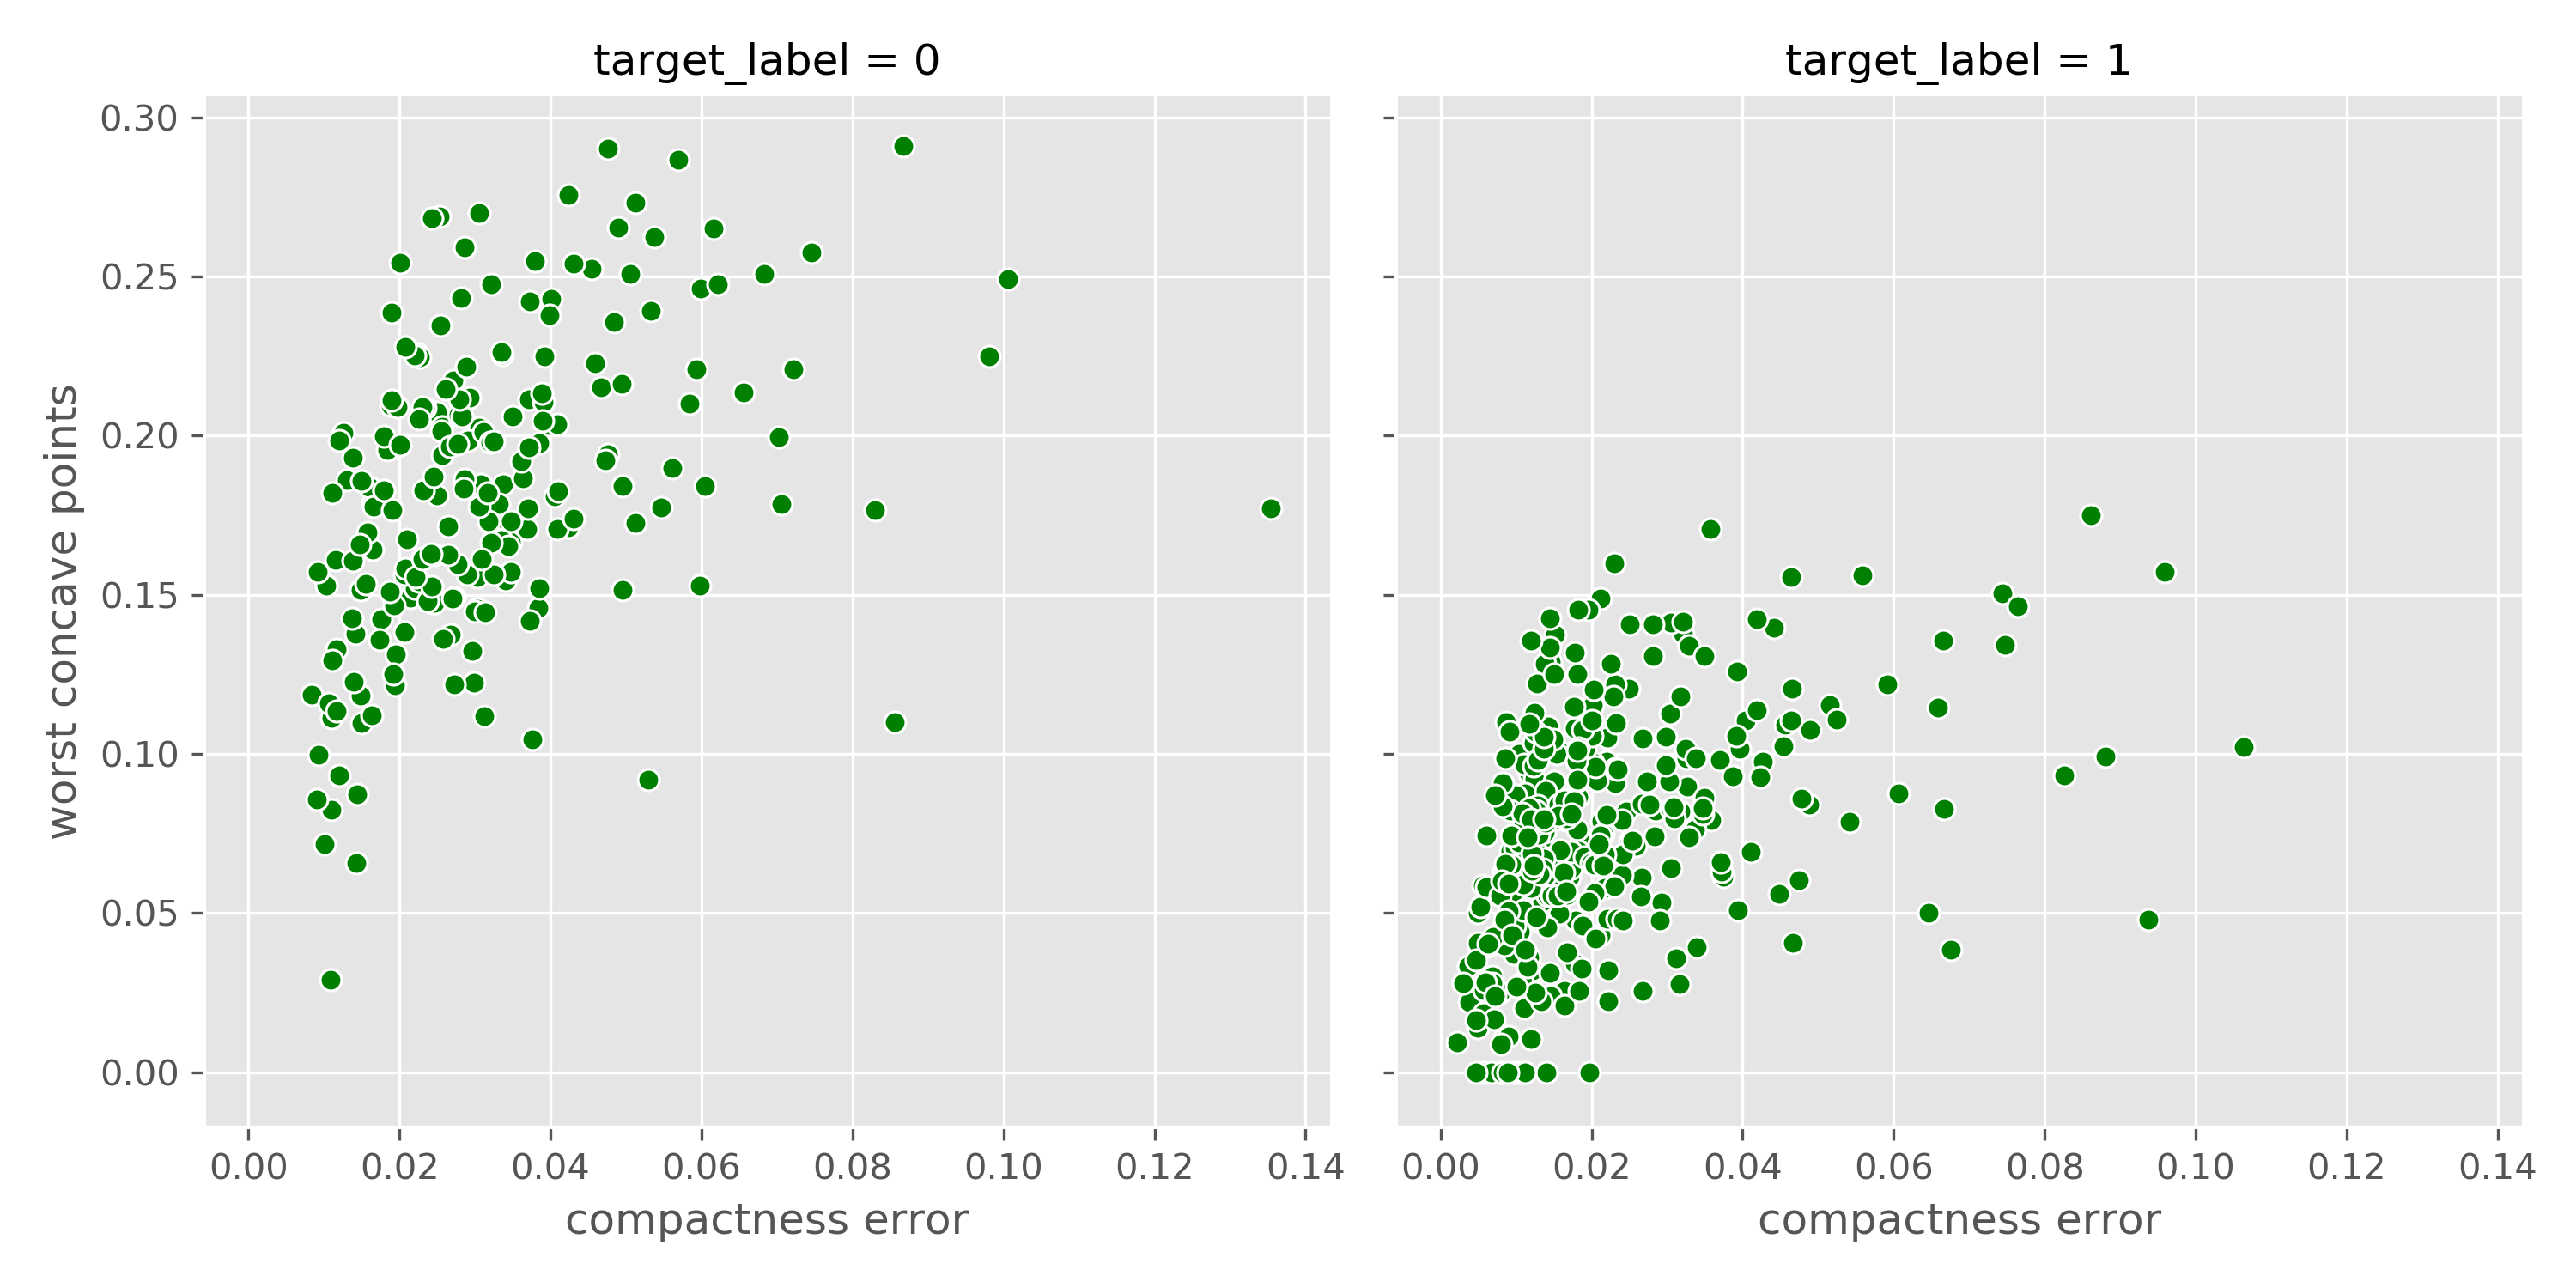 target_label = 0
target_label = 1
worst concave points
0.30
0.25
0.20
0.15
0.10
0.05
0.00
0.00 0.02 0.04 0.06 0.08 0.10 0.12 0.14
0.00 0.02 0.04 0.06 0.08 0.10 0.12 0.14
compactness error
compactness error